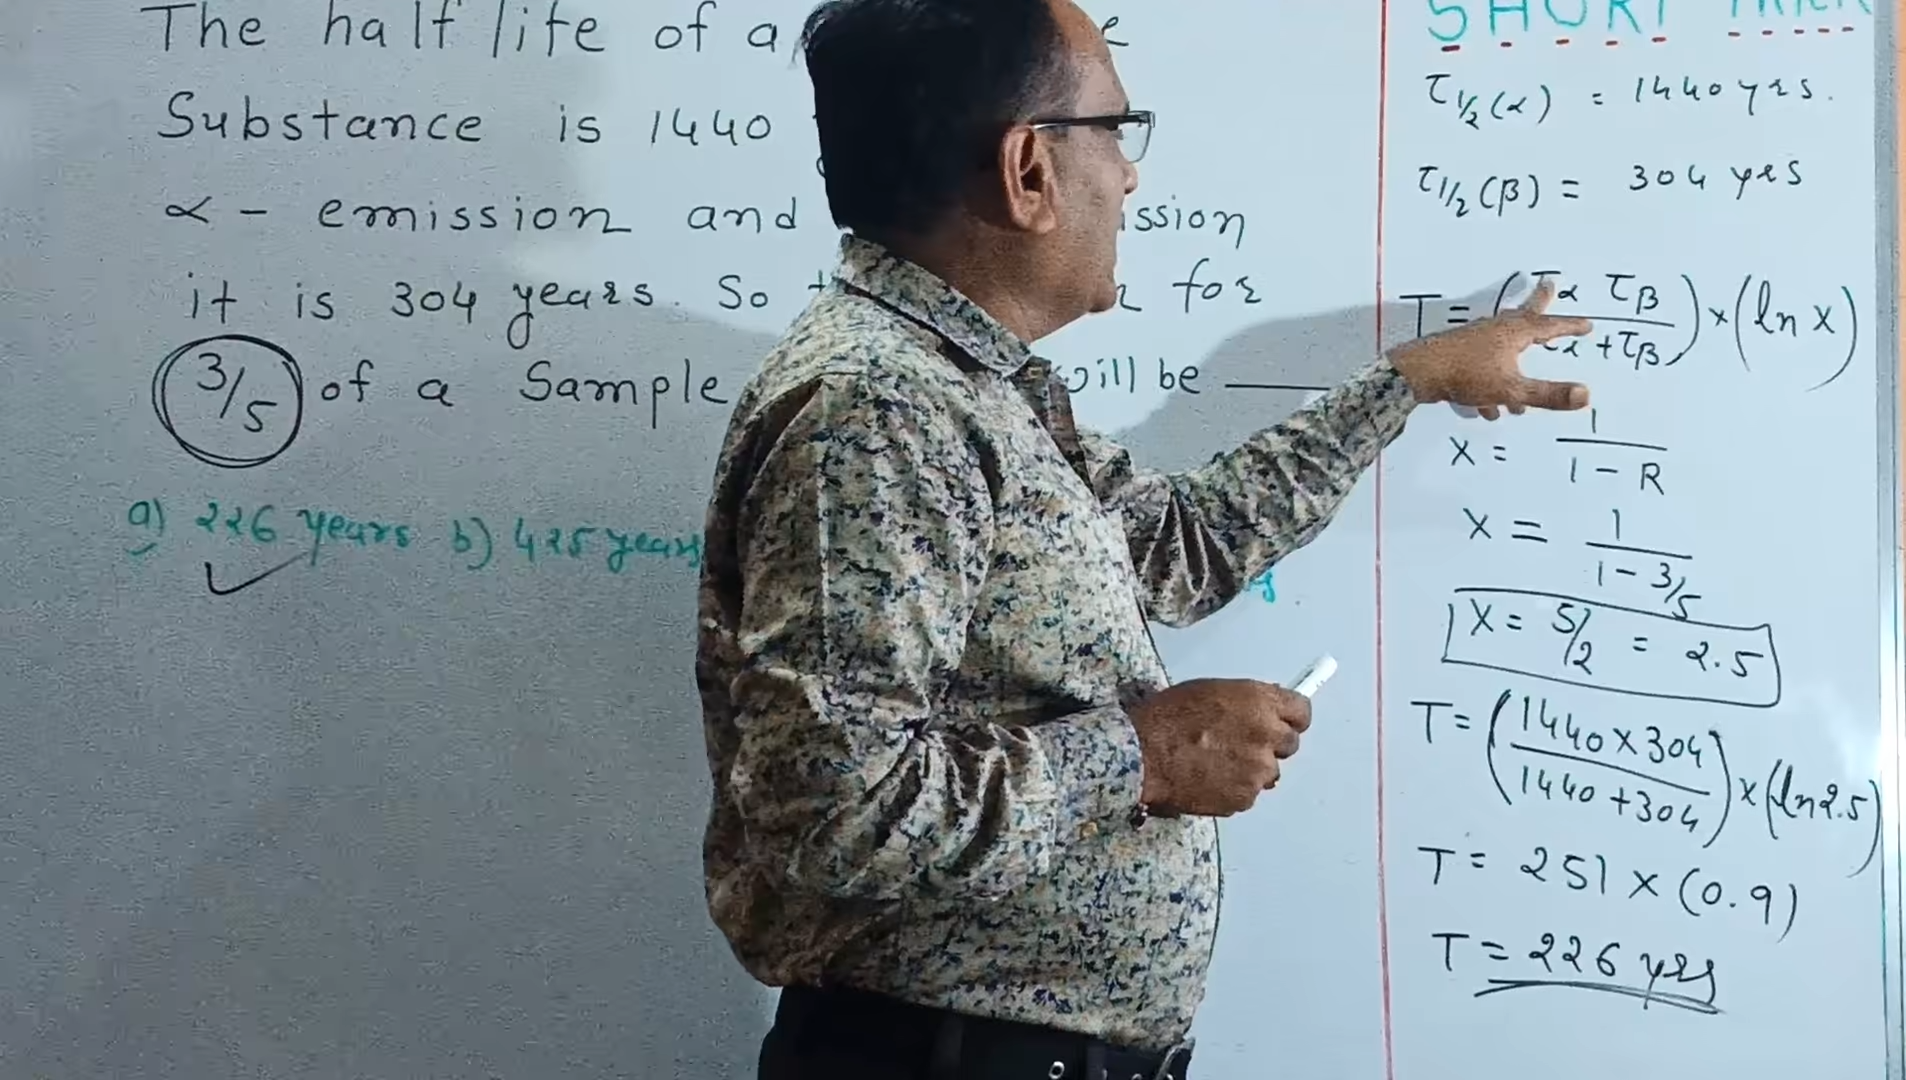 The half life of a
Substance is 1440
α - emission and ission
it is 304 years. So for
3/5 of a Sample will be ____
a) 226 years b) 425 years
SHORT TRICK
τ1/2(α) = 1440 yrs.
τ1/2(β) = 304 yrs
T = (τα τβ / τα + τβ) × (ln x)
x = 1 / 1 - R
x = 1 / 1 - 3/5
x = 5/2 = 2.5
T = (1440 × 304 / 1440 + 304) × (ln 2.5)
T = 251 × (0.9)
T = 226 yrs